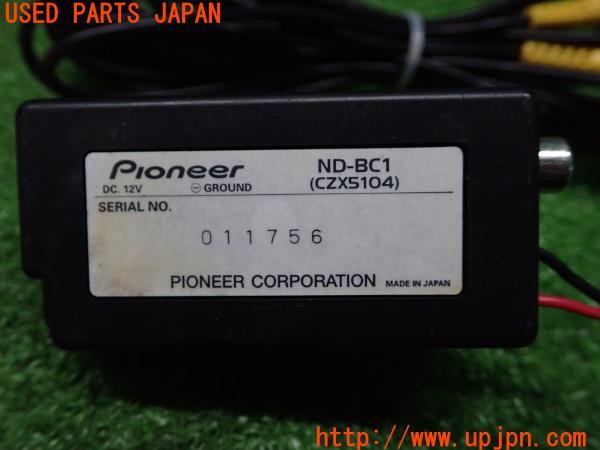 USED PARTS JAPAN
Pioneer
ND-BC1
DC. 12V
⊖ GROUND
(CZX5104)
SERIAL NO.
011756
PIONEER CORPORATION
MADE IN JAPAN
http://www.upjpn.com